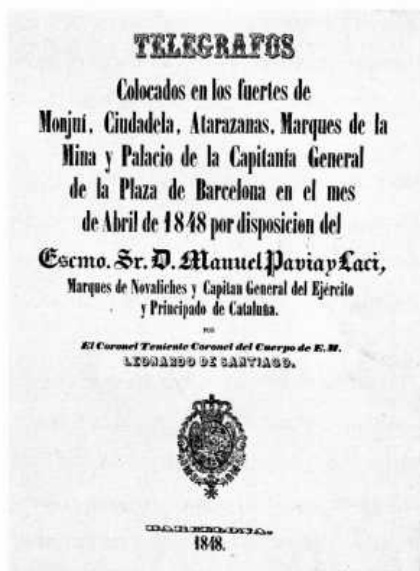 TELEGRAFOS
Colocados en los fuertes de
Monjuí, Ciudadela, Atarazanas, Marques de la
Mina y Palacio de la Capitanía General
de la Plaza de Barcelona en el mes
de Abril de 1848 por disposicion del
Escmo. Sr. D. Manuel Pavia y Laci,
Marques de Novaliches y Capitan General del Ejército
y Principado de Cataluña.
POR
El Coronel Teniente Coronel del Cuerpo de E. M.
LEONARDO DE SANTIAGO.
BARCELONA.
1848.